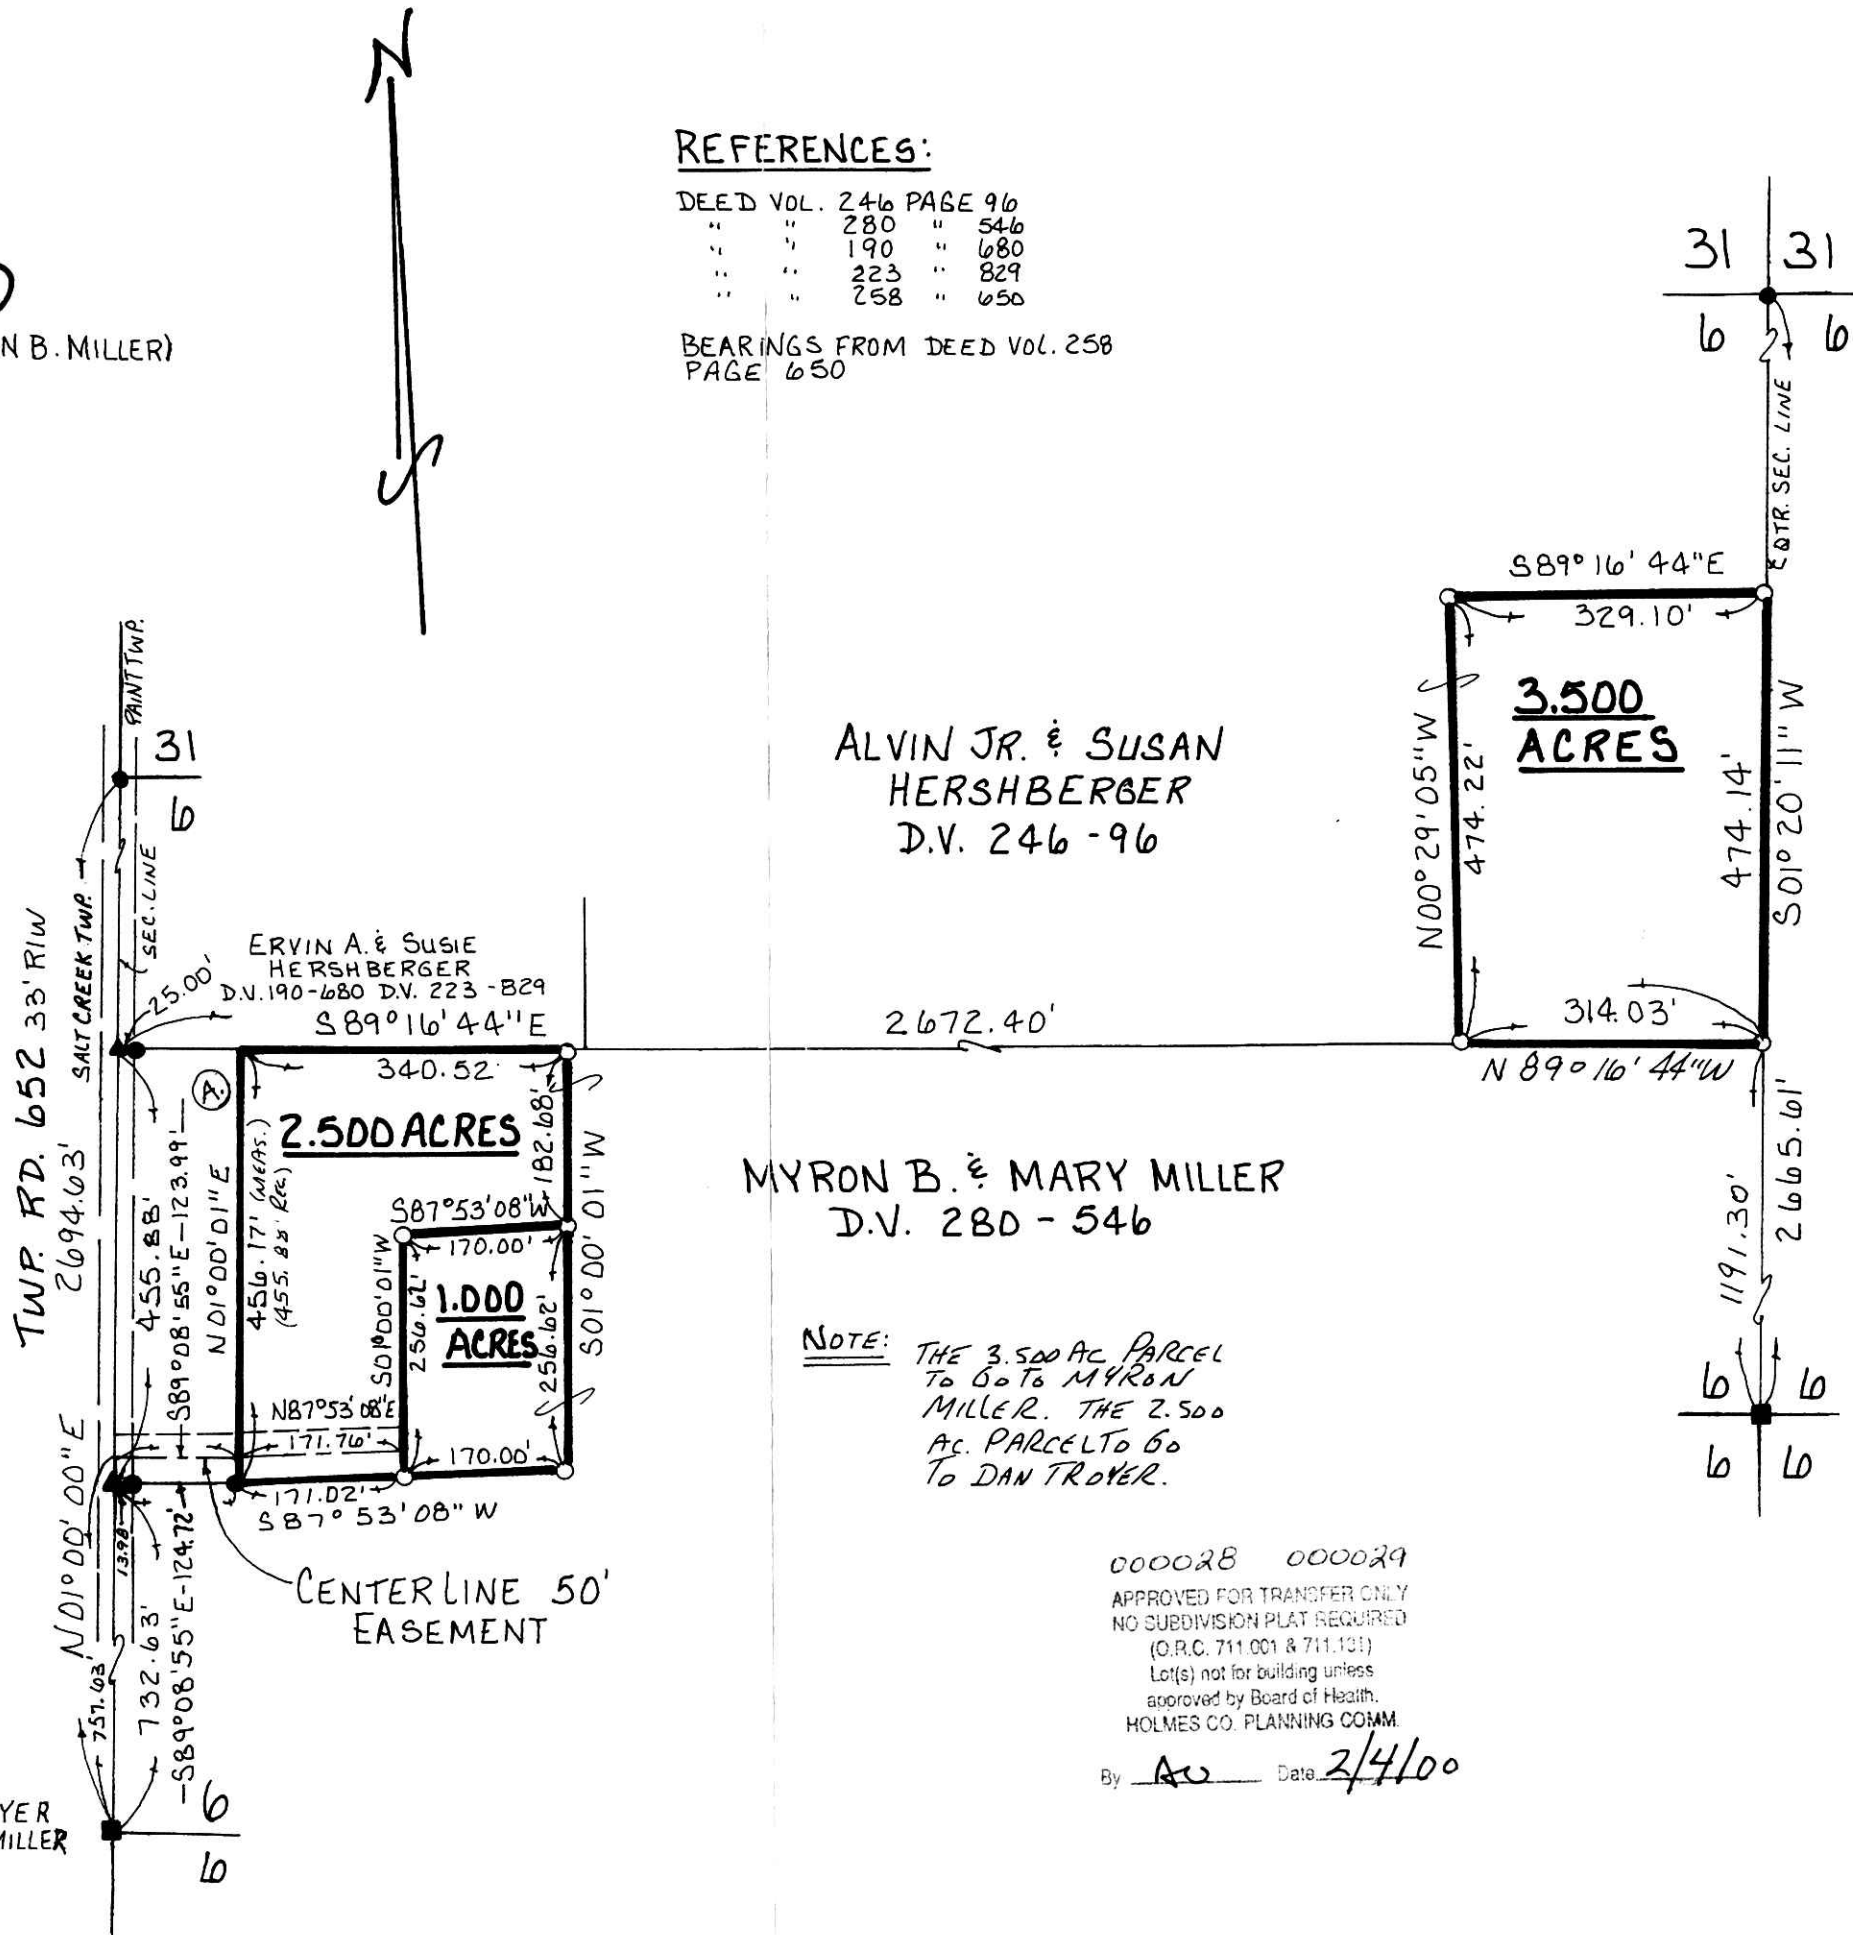 N
REFERENCES:
DEED VOL. 246 PAGE 96
" " 280 " 546
" " 190 " 680
" " 223 " 829
" " 258 " 650
BEARINGS FROM DEED VOL. 258
PAGE 650
N B. MILLER)
31 31
6 6
QTR. SEC. LINE
S89°16'44"E
329.10'
3.500
ACRES
N00°29'05"W
474.22'
474.14'
S01°20'11"W
314.03'
N 89°16'44"W
ALVIN JR. & SUSAN
HERSHBERGER
D.V. 246-96
PAINT TWP.
31
6
SALT CREEK TWP.
SEC. LINE
25.00'
TWP. RD. 652 33' R/W
2694.63'
ERVIN A. & SUSIE
HERSHBERGER
D.V. 190-680 D.V. 223-829
S89°16'44"E
2672.40'
340.52'
A.
2.500 ACRES
182.68'
S01°00'01"W
455.88'
S89°08'55"E-123.99'
N01°00'01"E
456.17' (MEAS.)
(455.88' REC.)
S87°53'08"W
170.00'
S01°00'01"W
256.62'
1.000
ACRES
256.62'
N87°53'08"E
171.76'
170.00'
171.02'
S87°53'08"W
MYRON B. & MARY MILLER
D.V. 280-546
2665.61'
1191.30'
NOTE: THE 3.500 AC PARCEL
TO GO TO MYRON
MILLER. THE 2.500
AC. PARCEL TO GO
TO DAN TROYER.
6 6
6 6
N01°00'00"E
13.98
757.63'
732.63'
S89°08'55"E-124.72'
CENTERLINE 50'
EASEMENT
000028 000029
APPROVED FOR TRANSFER ONLY
NO SUBDIVISION PLAT REQUIRED
(O.R.C. 711.001 & 711.131)
Lot(s) not for building unless
approved by Board of Health.
HOLMES CO. PLANNING COMM.
By Date 2/4/00
YER
MILLER
6
6